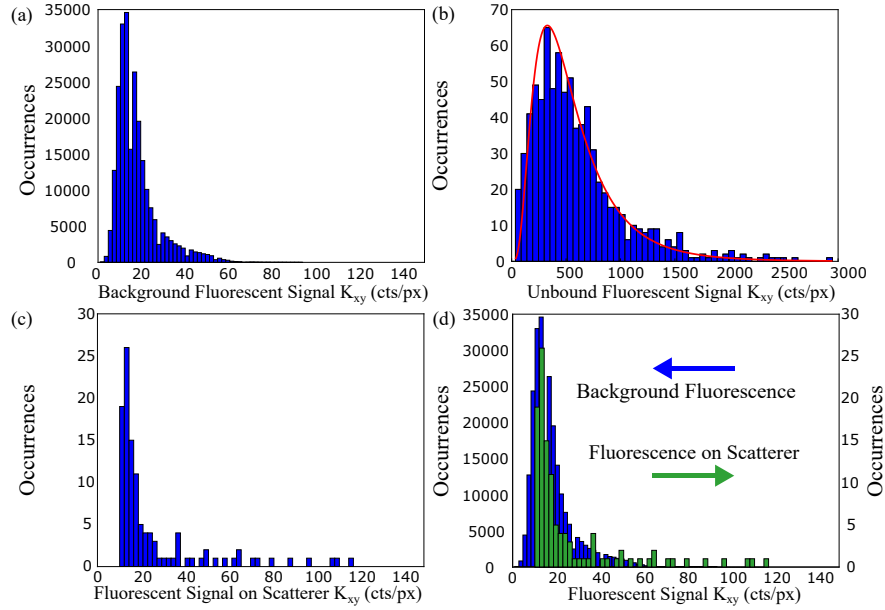 (a)
35000
30000
25000
20000
15000
10000
5000
0
0 20 40 60 80 100 120 140
Occurrences
Background Fluorescent Signal Kxy (cts/px)
(b)
70
60
50
40
30
20
10
0
0 500 1000 1500 2000 2500 3000
Occurrences
Unbound Fluorescent Signal Kxy (cts/px)
(c)
30
25
20
15
10
5
0
0 20 40 60 80 100 120 140
Occurrences
Fluorescent Signal on Scatterer Kxy (cts/px)
(d)
35000
30000
25000
20000
15000
10000
5000
0
30
25
20
15
10
5
0
0 20 40 60 80 100 120 140
Occurrences
Occurrences
Background Fluorescence
Fluorescence on Scatterer
Fluorescent Signal Kxy (cts/px)